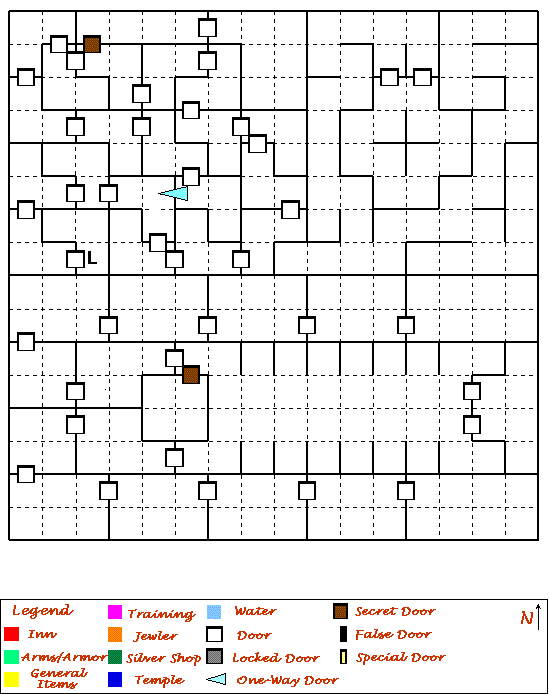 L
Legend Training Water Secret Door N
Inn Jewler Door False Door
Arms/Armor Silver Shop Locked Door Special Door
General Items Temple One-Way Door